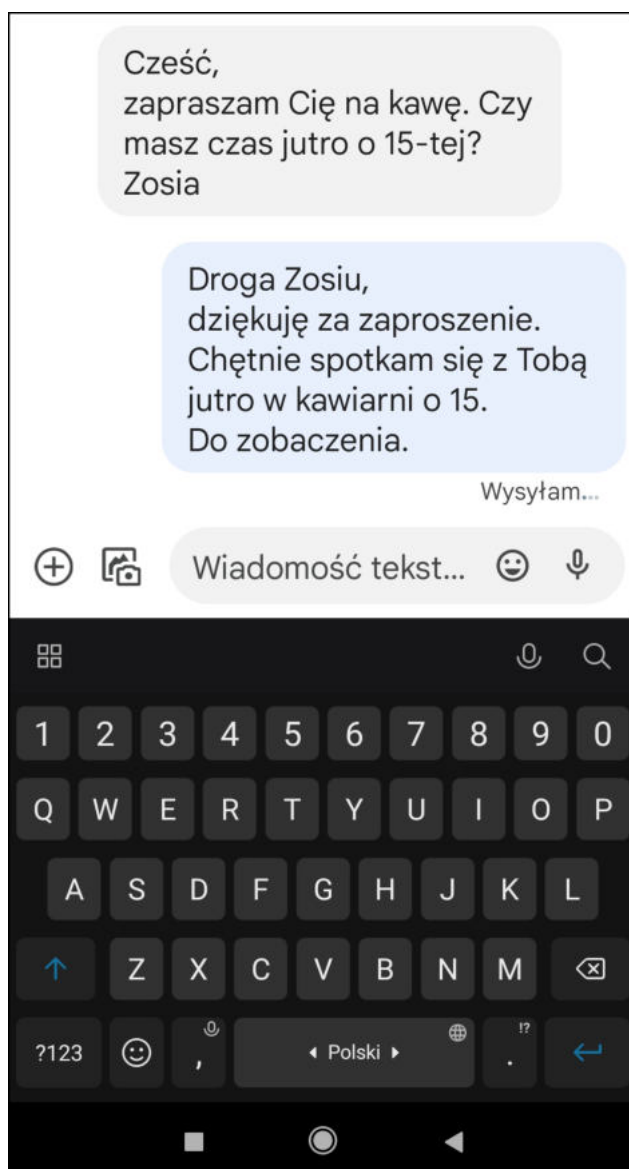 Cześć,
zapraszam Cię na kawę. Czy
masz czas jutro o 15-tej?
Zosia
Droga Zosiu,
dziękuję za zaproszenie.
Chętnie spotkam się z Tobą
jutro w kawiarni o 15.
Do zobaczenia.
Wysyłam...
Wiadomość tekst...
1 2 3 4 5 6 7 8 9 0
Q W E R T Y U I O P
A S D F G H J K L
Z X C V B N M
?123 , Polski . !?